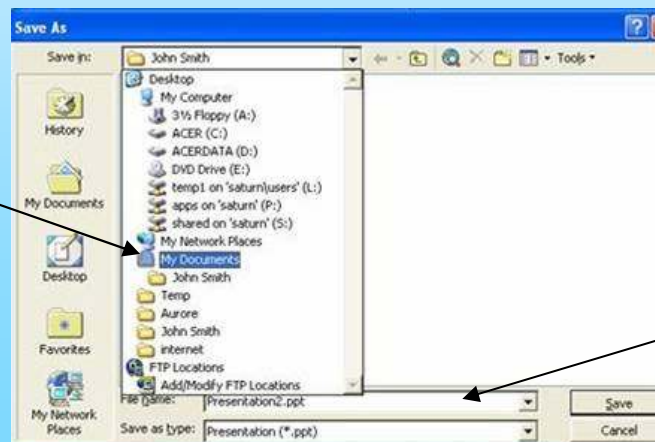 Save As
Save in: John Smith Tools
Desktop
My Computer
3½ Floppy (A:)
ACER (C:)
ACERDATA (D:)
DVD Drive (E:)
temp1 on 'saturn\users' (L:)
apps on 'saturn' (P:)
shared on 'saturn' (S:)
My Network Places
My Documents
John Smith
Temp
Aurore
John Smith
internet
FTP Locations
Add/Modify FTP Locations
History
My Documents
Desktop
Favorites
My Network
Places
File name: Presentation2.ppt Save
Save as type: Presentation (*.ppt) Cancel